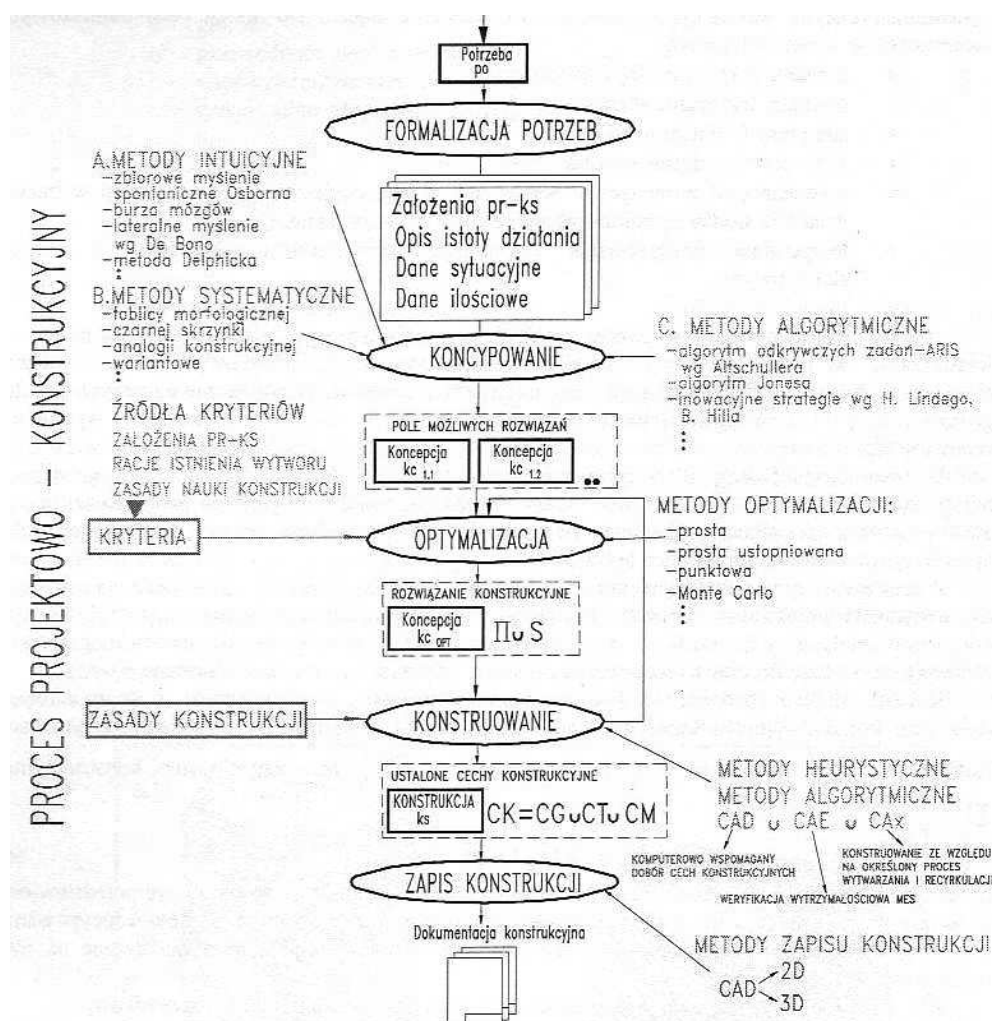 Potrzeba
po
FORMALIZACJA POTRZEB
A.METODY INTUICYJNE
-zbiorowe myślenie
spontaniczne Osborna
-burza mózgów
-lateralne myślenie
wg De Bono
-metoda Delphicka
Założenia pr-ks
Opis istoty działania
Dane sytuacyjne
Dane ilościowe
B.METODY SYSTEMATYCZNE
-tablicy morfologicznej
-czarnej skrzynki
-analogii konstrukcyjnej
-wariantowe
KONCYPOWANIE
C. METODY ALGORYTMICZNE
-algorytm odkrywczych zadań-ARIS
wg Altschullera
-algorytm Jonesa
-inowacyjne strategie wg H. Lindego,
B. Hilla
ŹRÓDŁA KRYTERIÓW
ZAŁOŻENIA PR-KS
RACJE ISTNIENIA WYTWORU
ZASADY NAUKI KONSTRUKCJI
POLE MOŻLIWYCH ROZWIĄZAŃ
Koncepcja
kc 1.1
Koncepcja
kc 1.2
KRYTERIA
OPTYMALIZACJA
METODY OPTYMALIZACJI:
-prosta
-prosta ustopniowana
-punktowa
-Monte Carlo
ROZWIĄZANIE KONSTRUKCYJNE
Koncepcja
kc OPT
Π∪S
ZASADY KONSTRUKCJI
KONSTRUOWANIE
USTALONE CECHY KONSTRUKCYJNE
KONSTRUKCJA
ks
CK=CG∪CT∪CM
METODY HEURYSTYCZNE
METODY ALGORYTMICZNE
CAD ∪ CAE ∪ CAx
KOMPUTEROWO WSPOMAGANY
DOBÓR CECH KONSTRUKCYJNYCH
KONSTRUOWANIE ZE WZGLĘDU
NA OKREŚLONY PROCES
WYTWARZANIA I RECYRKULACJI
WERYFIKACJA WYTRZYMAŁOŚCIOWA MES
ZAPIS KONSTRUKCJI
Dokumentacja konstrukcyjna
METODY ZAPISU KONSTRUKCJI
CAD
2D
3D
PROCES PROJEKTOWO - KONSTRUKCYJNY